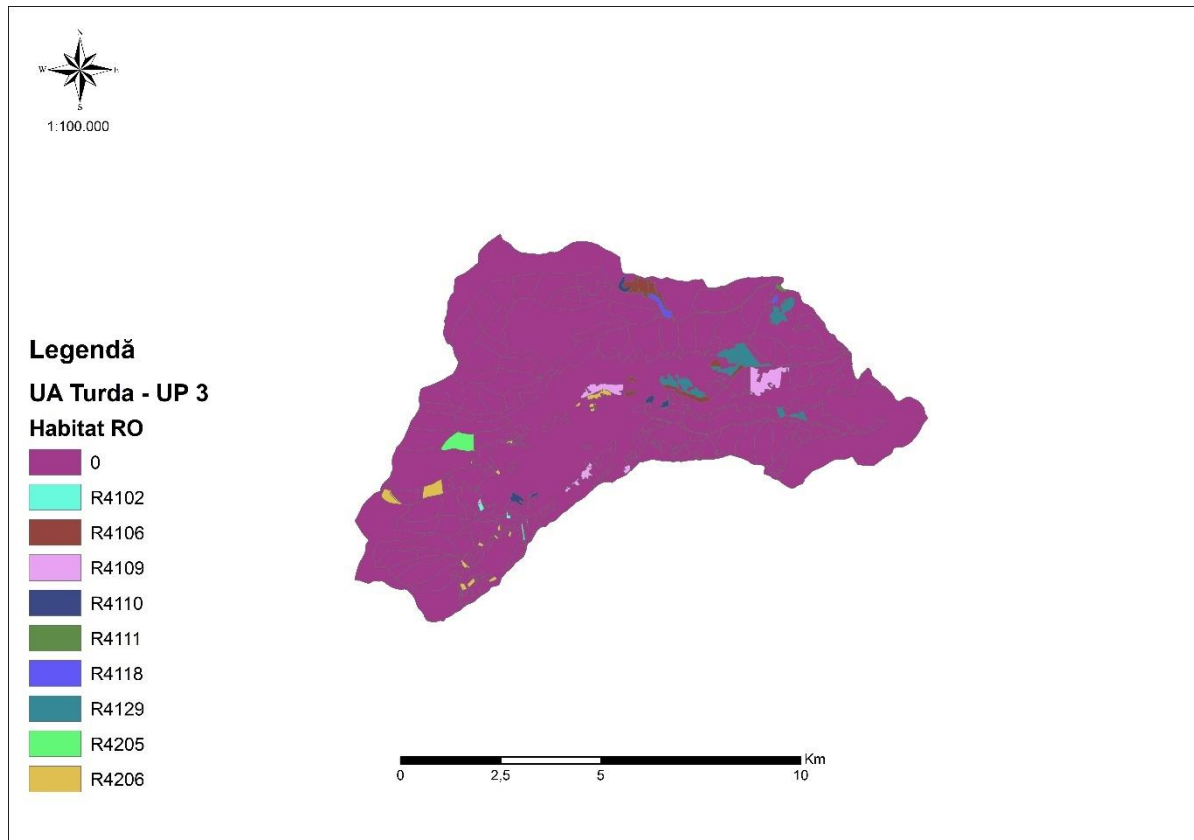 N
W E
S
1:100.000
Legendă
UA Turda - UP 3
Habitat RO
0
R4102
R4106
R4109
R4110
R4111
R4118
R4129
R4205
R4206
Km
0 2,5 5 10